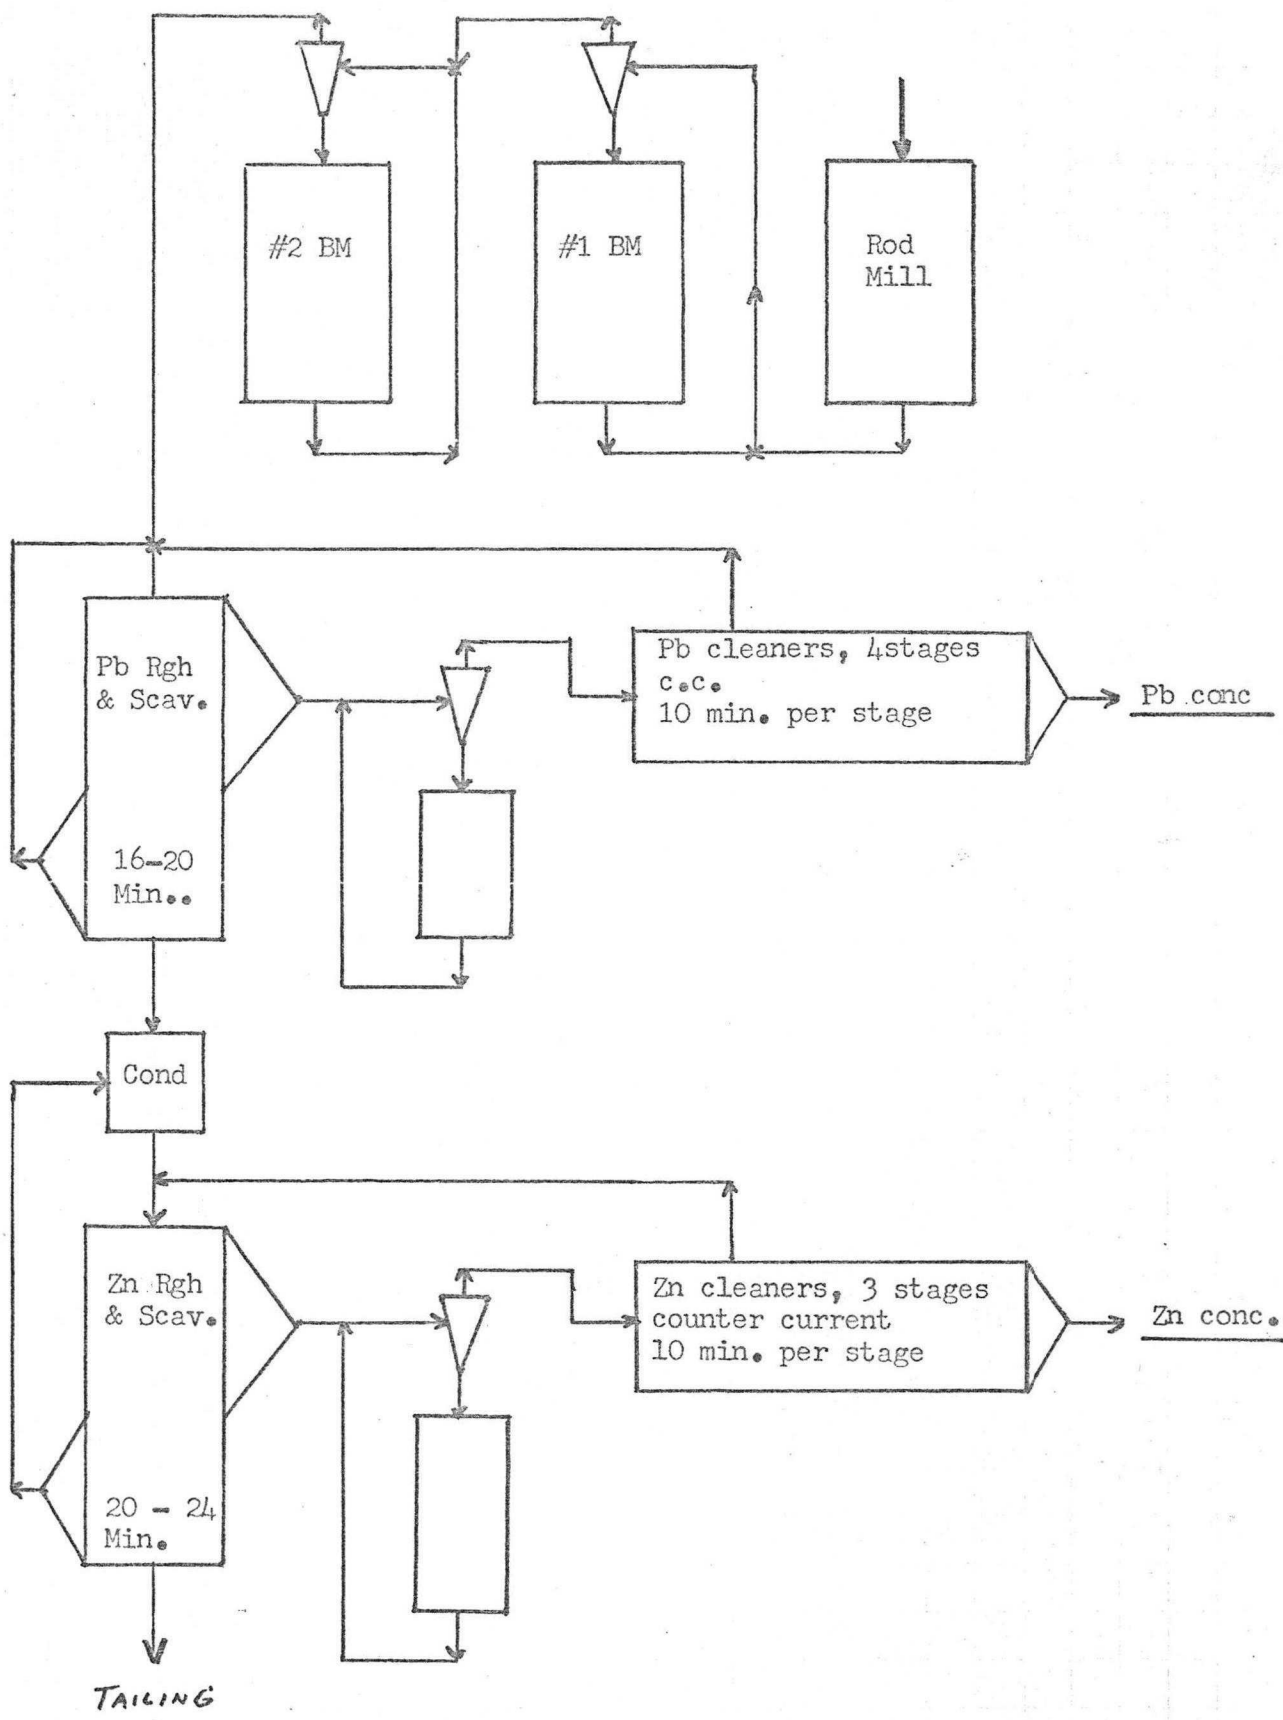 #2 BM
#1 BM
Rod
Mill
Pb Rgh
& Scav.
16-20
Min..
Pb cleaners, 4stages
c.c.
10 min. per stage
Pb.conc
Cond
Zn Rgh
& Scav.
20 - 24
Min.
Zn cleaners, 3 stages
counter current
10 min. per stage
Zn conc.
TAILING